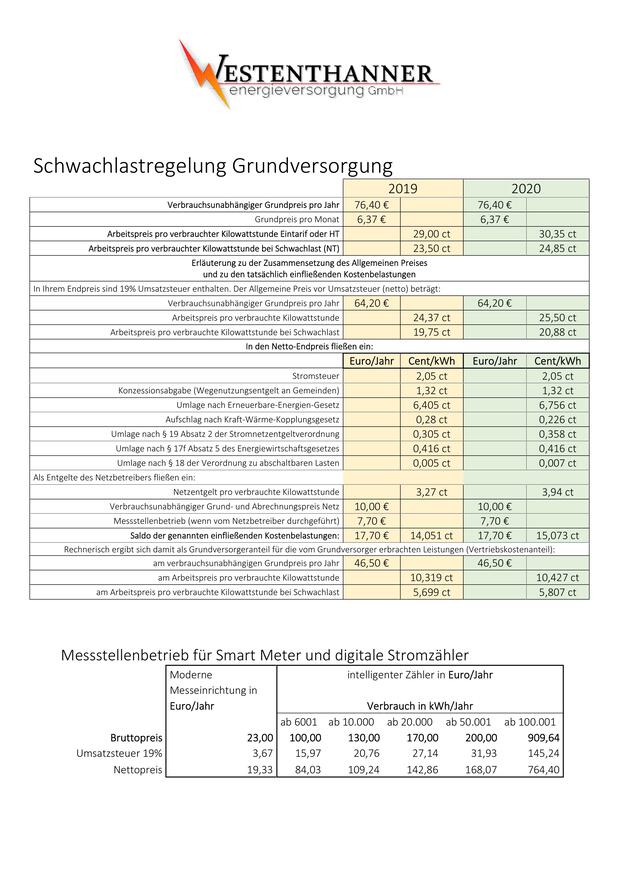 WESTENTHANNER
energieversorgung GmbH
Schwachlastregelung Grundversorgung
2019 2020
Verbrauchsunabhängiger Grundpreis pro Jahr 76,40 € 76,40 €
Grundpreis pro Monat 6,37 € 6,37 €
Arbeitspreis pro verbrauchter Kilowattstunde Eintarif oder HT 29,00 ct 30,35 ct
Arbeitspreis pro verbrauchter Kilowattstunde bei Schwachlast (NT) 23,50 ct 24,85 ct
Erläuterung zu der Zusammensetzung des Allgemeinen Preises
und zu den tatsächlich einfließenden Kostenbelastungen
In Ihrem Endpreis sind 19% Umsatzsteuer enthalten. Der Allgemeine Preis vor Umsatzsteuer (netto) beträgt:
Verbrauchsunabhängiger Grundpreis pro Jahr 64,20 € 64,20 €
Arbeitspreis pro verbrauchte Kilowattstunde 24,37 ct 25,50 ct
Arbeitspreis pro verbrauchte Kilowattstunde bei Schwachlast 19,75 ct 20,88 ct
In den Netto-Endpreis fließen ein:
Euro/Jahr Cent/kWh Euro/Jahr Cent/kWh
Stromsteuer 2,05 ct 2,05 ct
Konzessionsabgabe (Wegenutzungsentgelt an Gemeinden) 1,32 ct 1,32 ct
Umlage nach Erneuerbare-Energien-Gesetz 6,405 ct 6,756 ct
Aufschlag nach Kraft-Wärme-Kopplungsgesetz 0,28 ct 0,226 ct
Umlage nach § 19 Absatz 2 der Stromnetzentgeltverordnung 0,305 ct 0,358 ct
Umlage nach § 17f Absatz 5 des Energiewirtschaftsgesetzes 0,416 ct 0,416 ct
Umlage nach § 18 der Verordnung zu abschaltbaren Lasten 0,005 ct 0,007 ct
Als Entgelte des Netzbetreibers fließen ein:
Netzentgelt pro verbrauchte Kilowattstunde 3,27 ct 3,94 ct
Verbrauchsunabhängiger Grund- und Abrechnungspreis Netz 10,00 € 10,00 €
Messstellenbetrieb (wenn vom Netzbetreiber durchgeführt) 7,70 € 7,70 €
Saldo der genannten einfließenden Kostenbelastungen: 17,70 € 14,051 ct 17,70 € 15,073 ct
Rechnerisch ergibt sich damit als Grundversorgeranteil für die vom Grundversorger erbrachten Leistungen (Vertriebskostenanteil):
am verbrauchsunabhängigen Grundpreis pro Jahr 46,50 € 46,50 €
am Arbeitspreis pro verbrauchte Kilowattstunde 10,319 ct 10,427 ct
am Arbeitspreis pro verbrauchte Kilowattstunde bei Schwachlast 5,699 ct 5,807 ct
Messstellenbetrieb für Smart Meter und digitale Stromzähler
Moderne intelligenter Zähler in Euro/Jahr
Messeinrichtung in
Euro/Jahr Verbrauch in kWh/Jahr
ab 6001 ab 10.000 ab 20.000 ab 50.001 ab 100.001
Bruttopreis 23,00 100,00 130,00 170,00 200,00 909,64
Umsatzsteuer 19% 3,67 15,97 20,76 27,14 31,93 145,24
Nettopreis 19,33 84,03 109,24 142,86 168,07 764,40